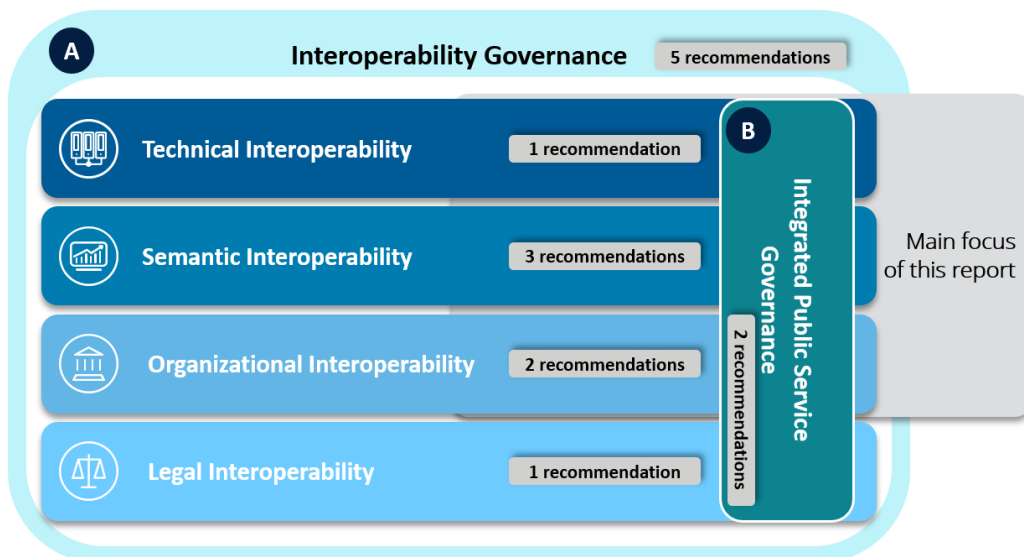 A
Interoperability Governance
5 recommendations
Technical Interoperability
1 recommendation
B
Semantic Interoperability
3 recommendations
Organizational Interoperability
2 recommendations
Legal Interoperability
1 recommendation
Integrated Public Service
Governance
2 recommendations
Main focus
of this report